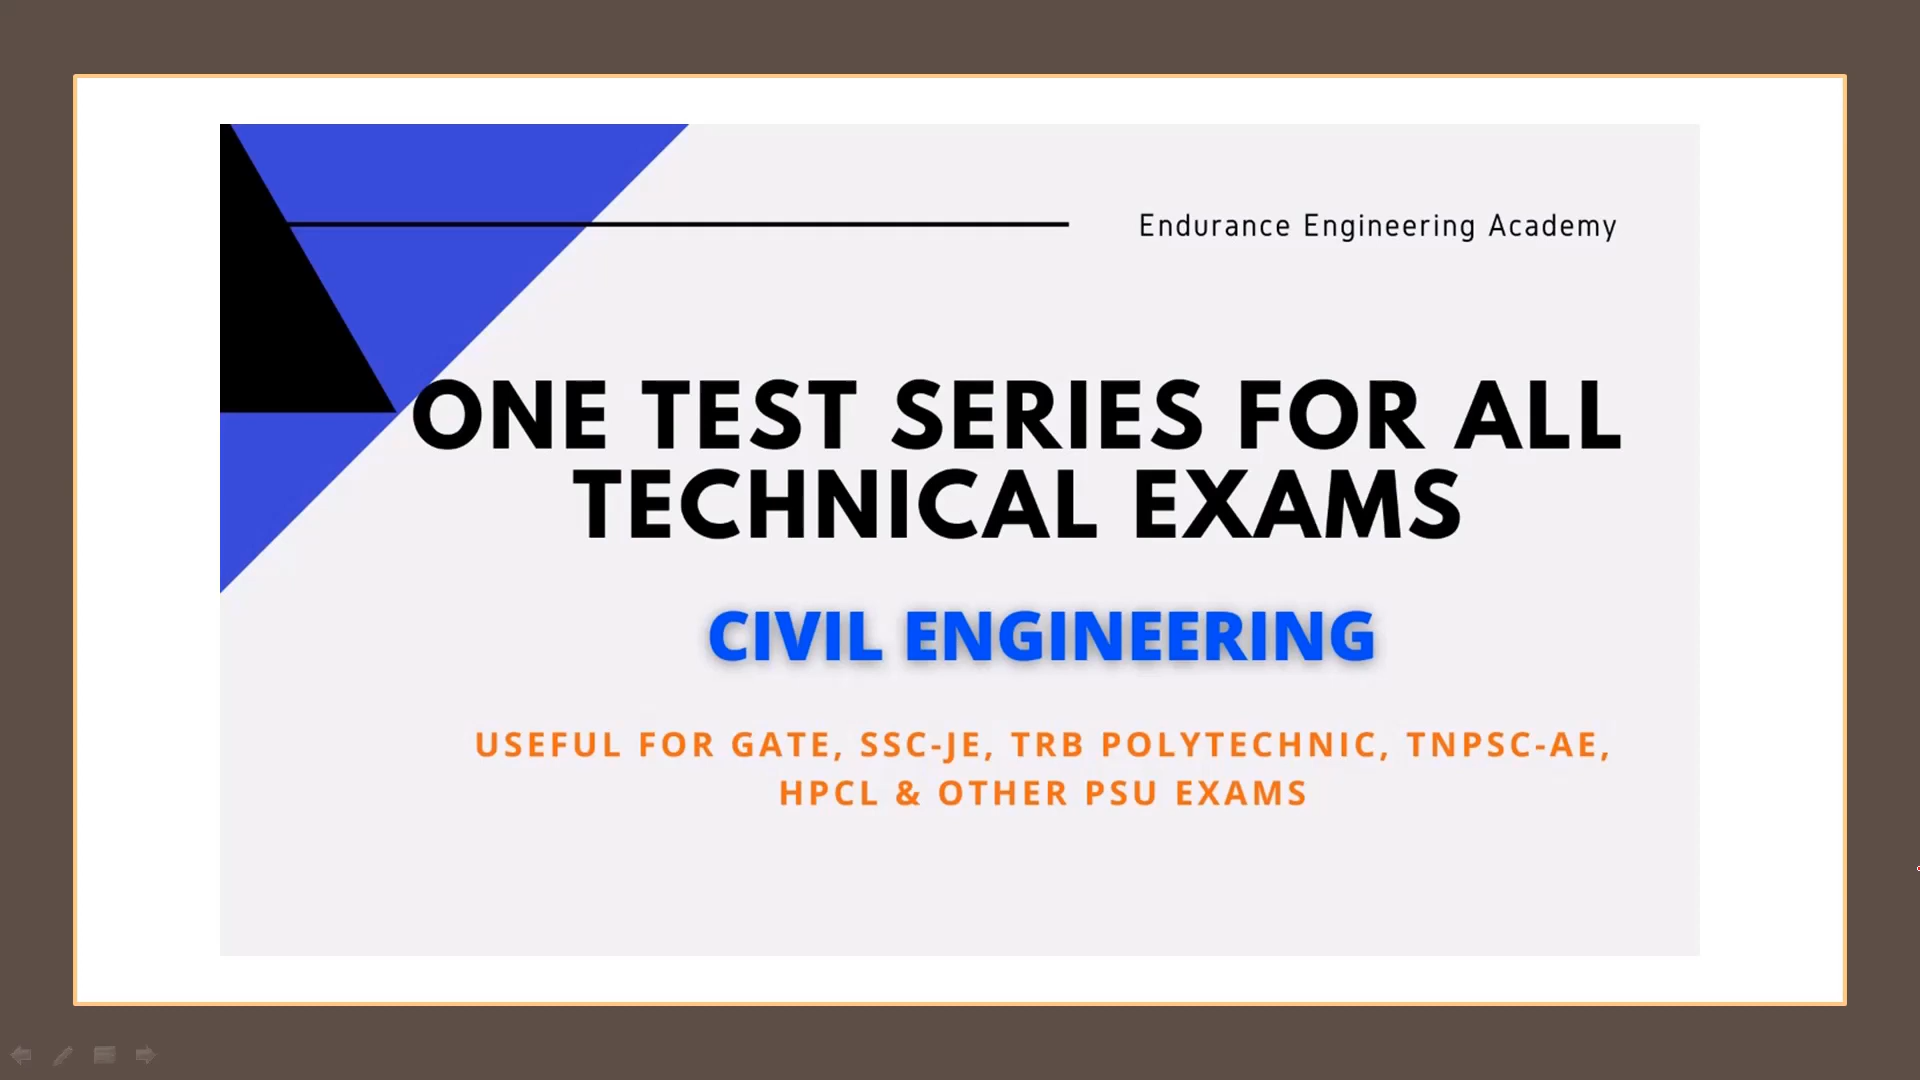 Endurance Engineering Academy
ONE TEST SERIES FOR ALL
TECHNICAL EXAMS
CIVIL ENGINEERING
USEFUL FOR GATE, SSC-JE, TRB POLYTECHNIC, TNPSC-AE,
HPCL & OTHER PSU EXAMS